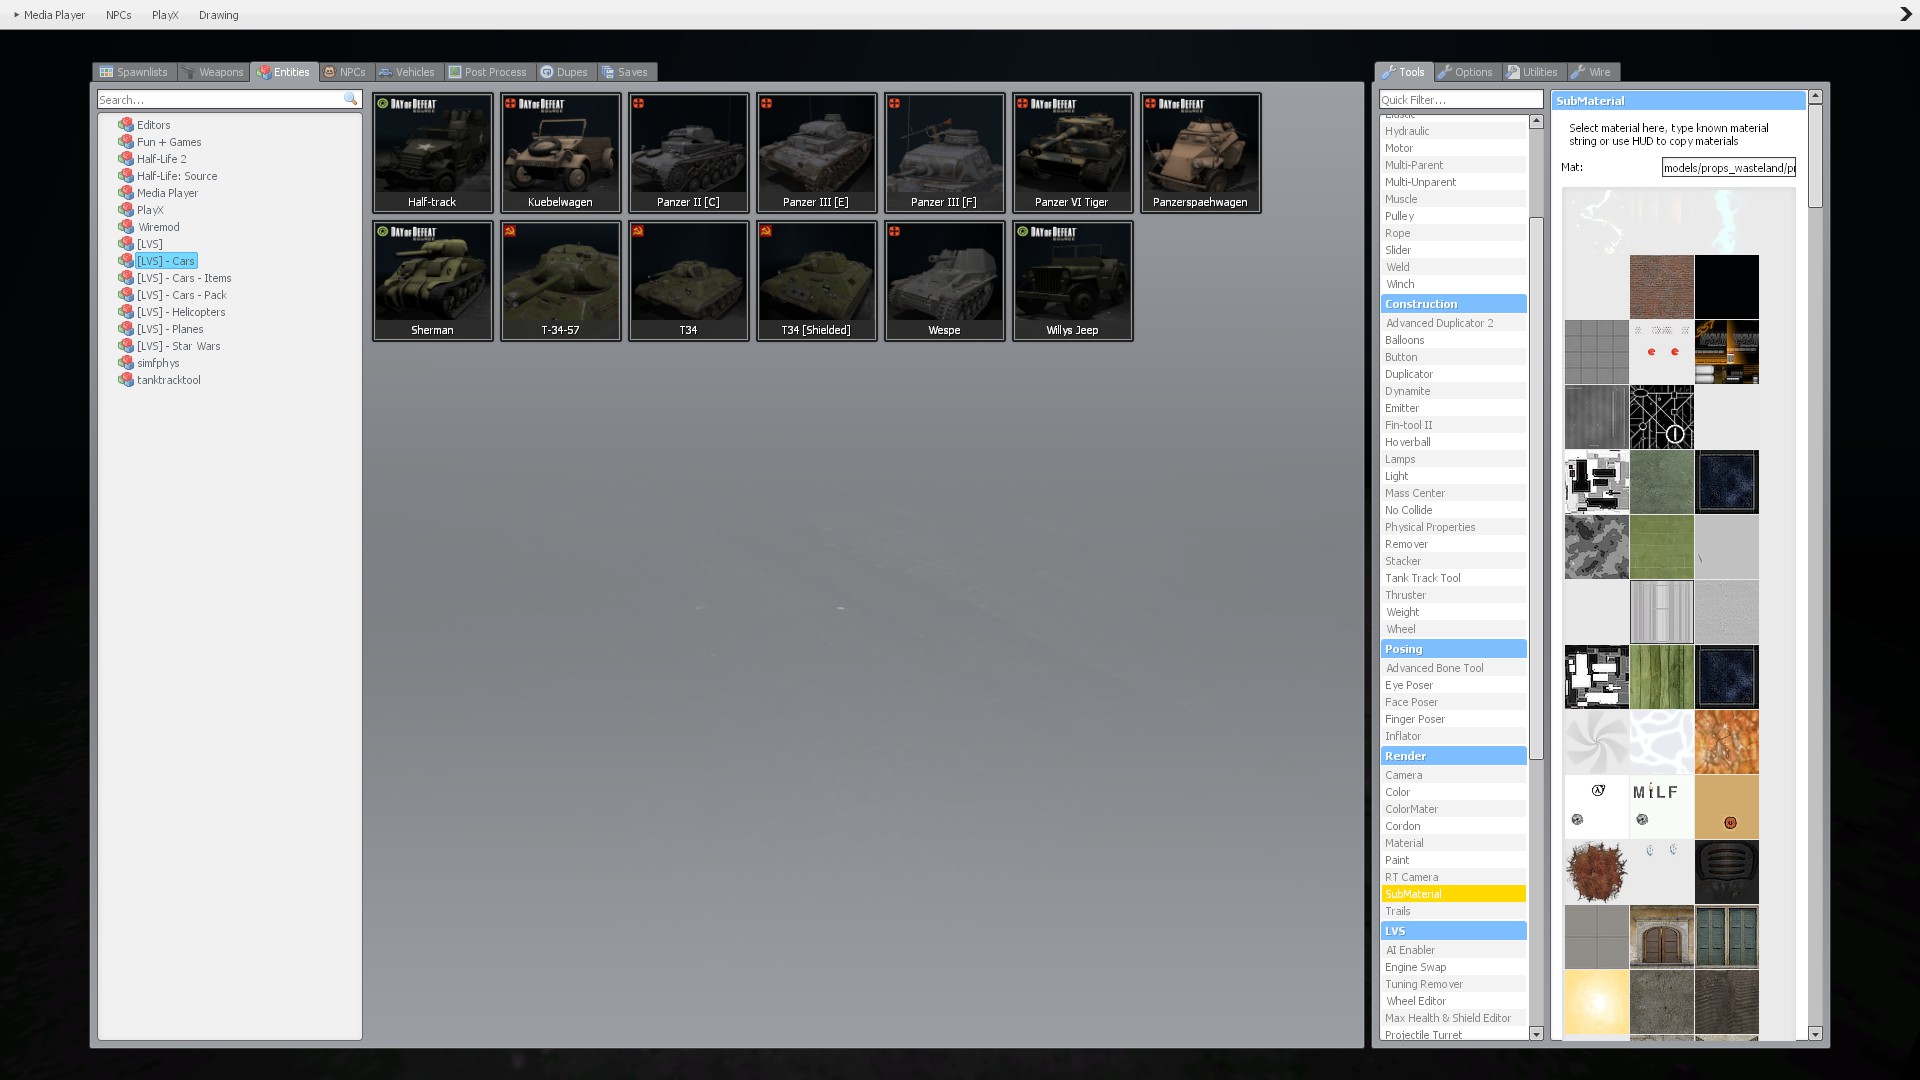 Media Player NPCs PlayX Drawing
Spawnlists Weapons Entities NPCs Vehicles Post Process Dupes Saves
Search...
Editors
Fun + Games
Half-Life 2
Half-Life: Source
Media Player
PlayX
Wiremod
[LVS]
[LVS] - Cars
[LVS] - Cars - Items
[LVS] - Cars - Pack
[LVS] - Helicopters
[LVS] - Planes
[LVS] - Star Wars
simfphys
tanktracktool
DAY OF DEFEAT SOURCE
Half-track
DAY OF DEFEAT SOURCE
Kuebelwagen
Panzer II [C]
Panzer III [E]
Panzer III [F]
DAY OF DEFEAT SOURCE
Panzer VI Tiger
DAY OF DEFEAT SOURCE
Panzerspaehwagen
DAY OF DEFEAT SOURCE
Sherman
T-34-57
T34
T34 [Shielded]
Wespe
DAY OF DEFEAT SOURCE
Willys Jeep
Tools Options Utilities Wire
Quick Filter...
Elastic
Hydraulic
Motor
Multi-Parent
Multi-Unparent
Muscle
Pulley
Rope
Slider
Weld
Winch
Construction
Advanced Duplicator 2
Balloons
Button
Duplicator
Dynamite
Emitter
Fin-tool II
Hoverball
Lamps
Light
Mass Center
No Collide
Physical Properties
Remover
Stacker
Tank Track Tool
Thruster
Weight
Wheel
Posing
Advanced Bone Tool
Eye Poser
Face Poser
Finger Poser
Inflator
Render
Camera
Color
ColorMater
Cordon
Material
Paint
RT Camera
SubMaterial
Trails
LVS
AI Enabler
Engine Swap
Tuning Remover
Wheel Editor
Max Health & Shield Editor
Projectile Turret
SubMaterial
Select material here, type known material
string or use HUD to copy materials
Mat: models/props_wasteland/pr
MILF